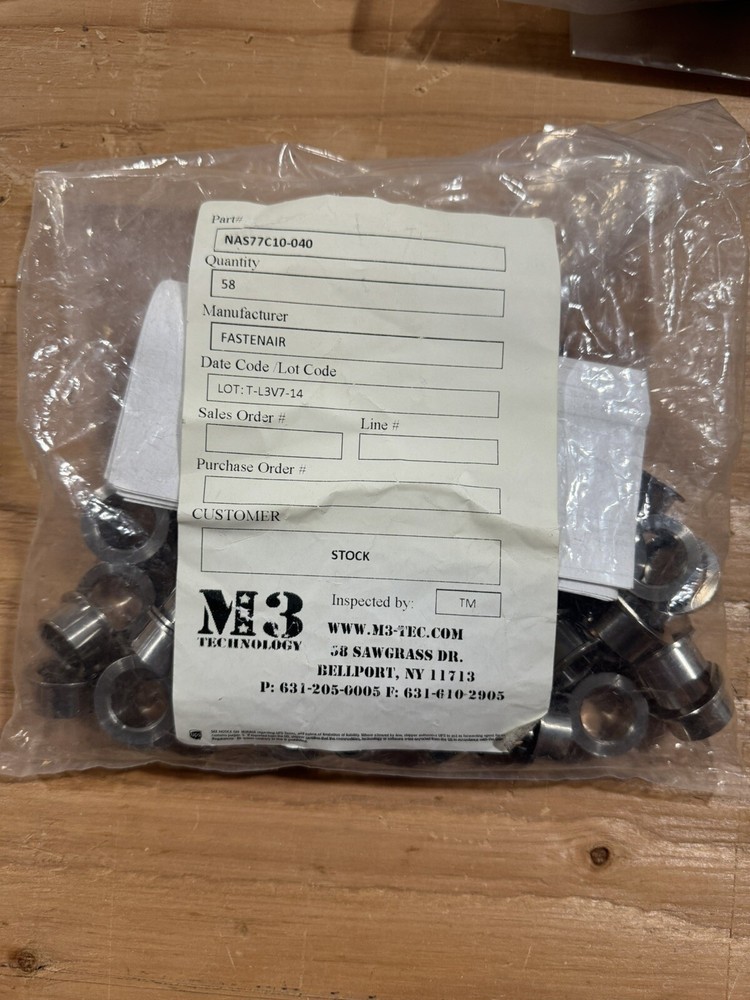 Part#
NAS77C10-040
Quantity
58
Manufacturer
FASTENAIR
Date Code /Lot Code
LOT: T-L3V7-14
Sales Order #
Line #
Purchase Order #
CUSTOMER
STOCK
M3
TECHNOLOGY
Inspected by:
TM
WWW.M3-TEC.COM
58 SAWGRASS DR.
BELLPORT, NY 11713
P: 631-205-0005 F: 631-610-2905